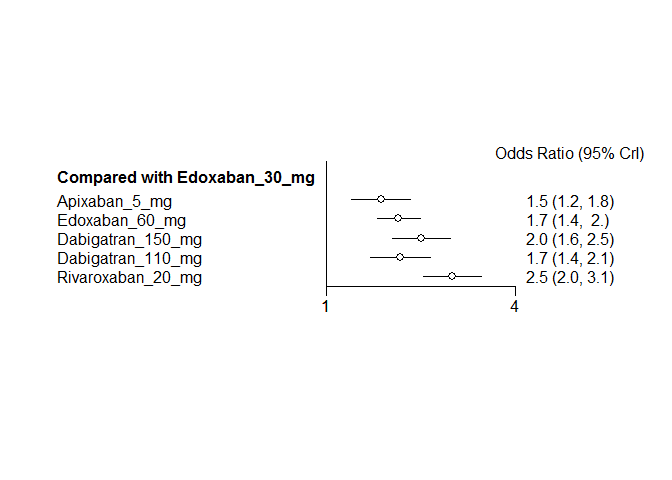 Odds Ratio (95% CrI)
Compared with Edoxaban_30_mg
Apixaban_5_mg 1.5 (1.2, 1.8)
Edoxaban_60_mg 1.7 (1.4,  2.)
Dabigatran_150_mg 2.0 (1.6, 2.5)
Dabigatran_110_mg 1.7 (1.4, 2.1)
Rivaroxaban_20_mg 2.5 (2.0, 3.1)
1 4